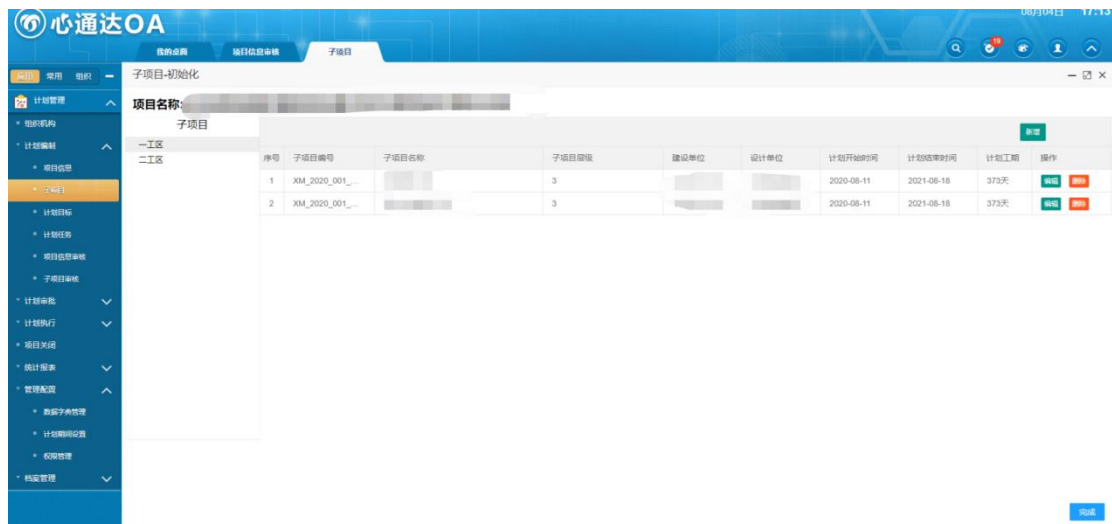 心通达OA
08月04日 17:13
我的桌面 项目信息审核 子项目
19
应用 常用 组织
子项目-初始化
计划管理
项目名称:
组织机构
子项目
新增
计划编制
一工区
二工区
序号 子项目编号 子项目名称 子项目层级 建设单位 设计单位 计划开始时间 计划结束时间 计划工期 操作
项目信息
1 XM_2020_001_... 3 2020-08-11 2021-08-18 373天 编辑 删除
子项目
2 XM_2020_001_... 3 2020-08-11 2021-08-18 373天 编辑 删除
计划目标
计划任务
项目信息审核
子项目审核
计划审批
计划执行
项目关闭
统计报表
管理配置
数据字典管理
计划期间设置
权限管理
档案管理
完成